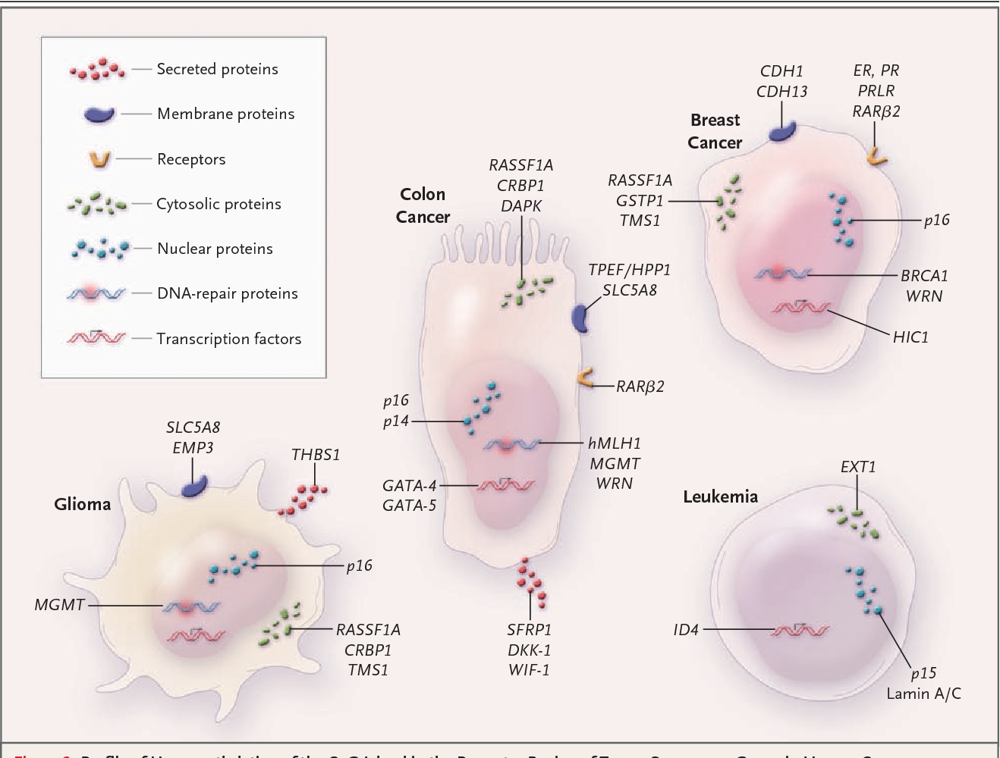 Secreted proteins
Membrane proteins
Receptors
Cytosolic proteins
Nuclear proteins
DNA-repair proteins
Transcription factors
Breast
Cancer
CDH1
CDH13
ER, PR
PRLR
RARβ2
RASSF1A
GSTP1
TMS1
p16
BRCA1
WRN
HIC1
Colon
Cancer
RASSF1A
CRBP1
DAPK
TPEF/HPP1
SLC5A8
RARβ2
p16
p14
hMLH1
MGMT
WRN
GATA-4
GATA-5
SFRP1
DKK-1
WIF-1
Glioma
SLC5A8
EMP3
THBS1
p16
MGMT
RASSF1A
CRBP1
TMS1
Leukemia
EXT1
ID4
p15
Lamin A/C